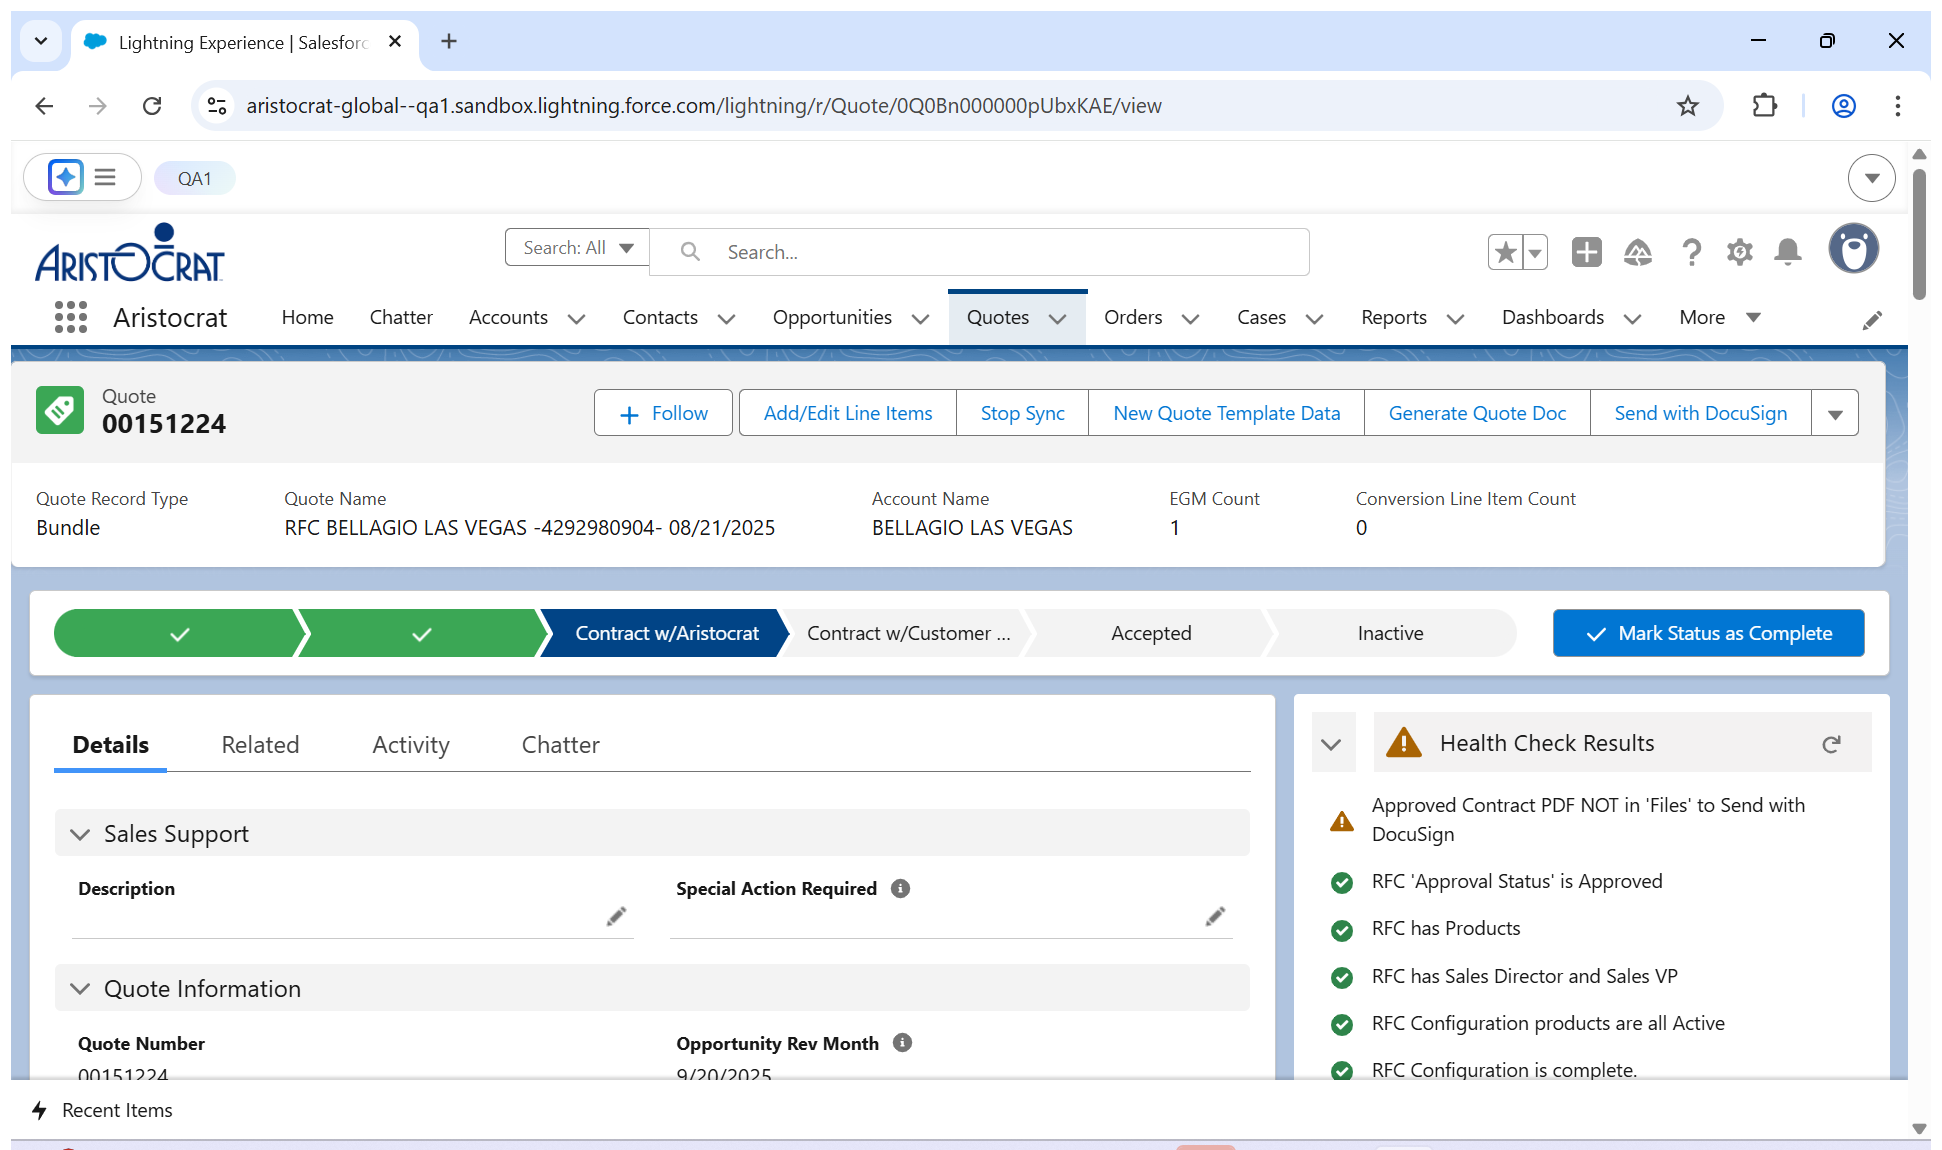 Lightning Experience | Salesforc
aristocrat-global--qa1.sandbox.lightning.force.com/lightning/r/Quote/0Q0Bn000000pUbxKAE/view
QA1
ARISTOCRAT
Search: All
Search...
Aristocrat
Home
Chatter
Accounts
Contacts
Opportunities
Quotes
Orders
Cases
Reports
Dashboards
More
Quote
00151224
Follow
Add/Edit Line Items
Stop Sync
New Quote Template Data
Generate Quote Doc
Send with DocuSign
Quote Record Type
Bundle
Quote Name
RFC BELLAGIO LAS VEGAS -4292980904- 08/21/2025
Account Name
BELLAGIO LAS VEGAS
EGM Count
1
Conversion Line Item Count
0
Contract w/Aristocrat
Contract w/Customer ...
Accepted
Inactive
Mark Status as Complete
Details
Related
Activity
Chatter
Sales Support
Description
Special Action Required
Quote Information
Quote Number
00151224
Opportunity Rev Month
9/20/2025
Health Check Results
Approved Contract PDF NOT in 'Files' to Send with
DocuSign
RFC 'Approval Status' is Approved
RFC has Products
RFC has Sales Director and Sales VP
RFC Configuration products are all Active
RFC Configuration is complete.
Recent Items